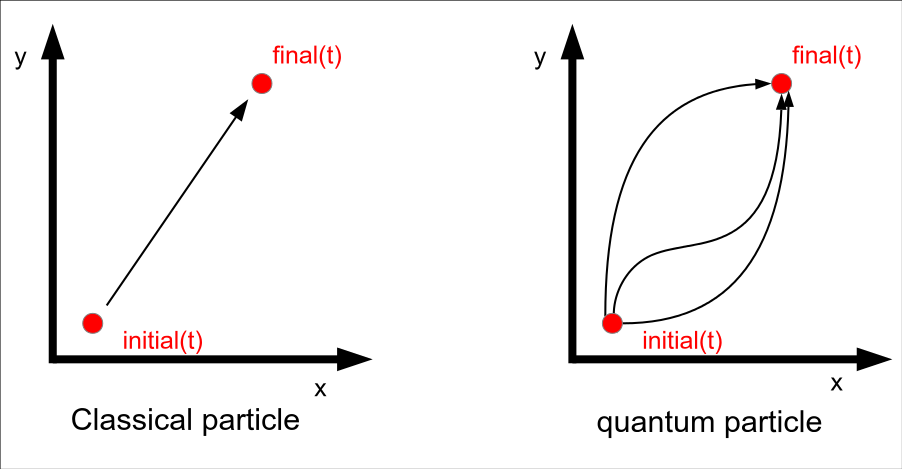 y
final(t)
initial(t)
x
Classical particle
y
final(t)
initial(t)
x
quantum particle